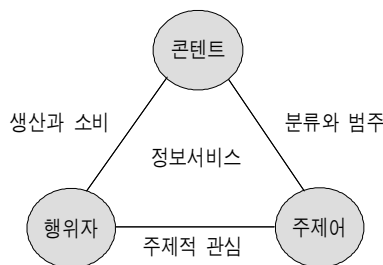 콘텐트
생산과 소비
분류와 범주
정보서비스
행위자
주제어
주제적 관심